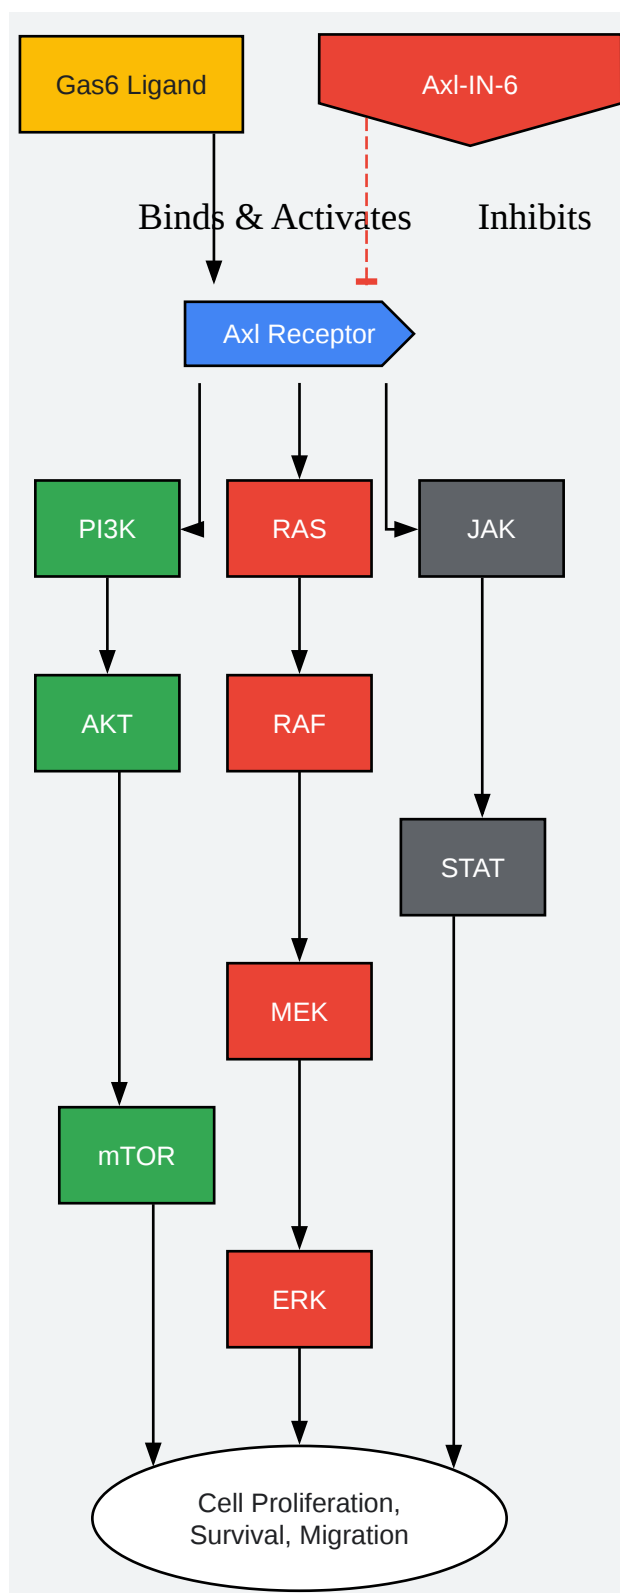 Gas6 Ligand
Axl-IN-6
Binds & Activates
Inhibits
Axl Receptor
PI3K
RAS
JAK
AKT
RAF
STAT
MEK
mTOR
ERK
Cell Proliferation,
Survival, Migration